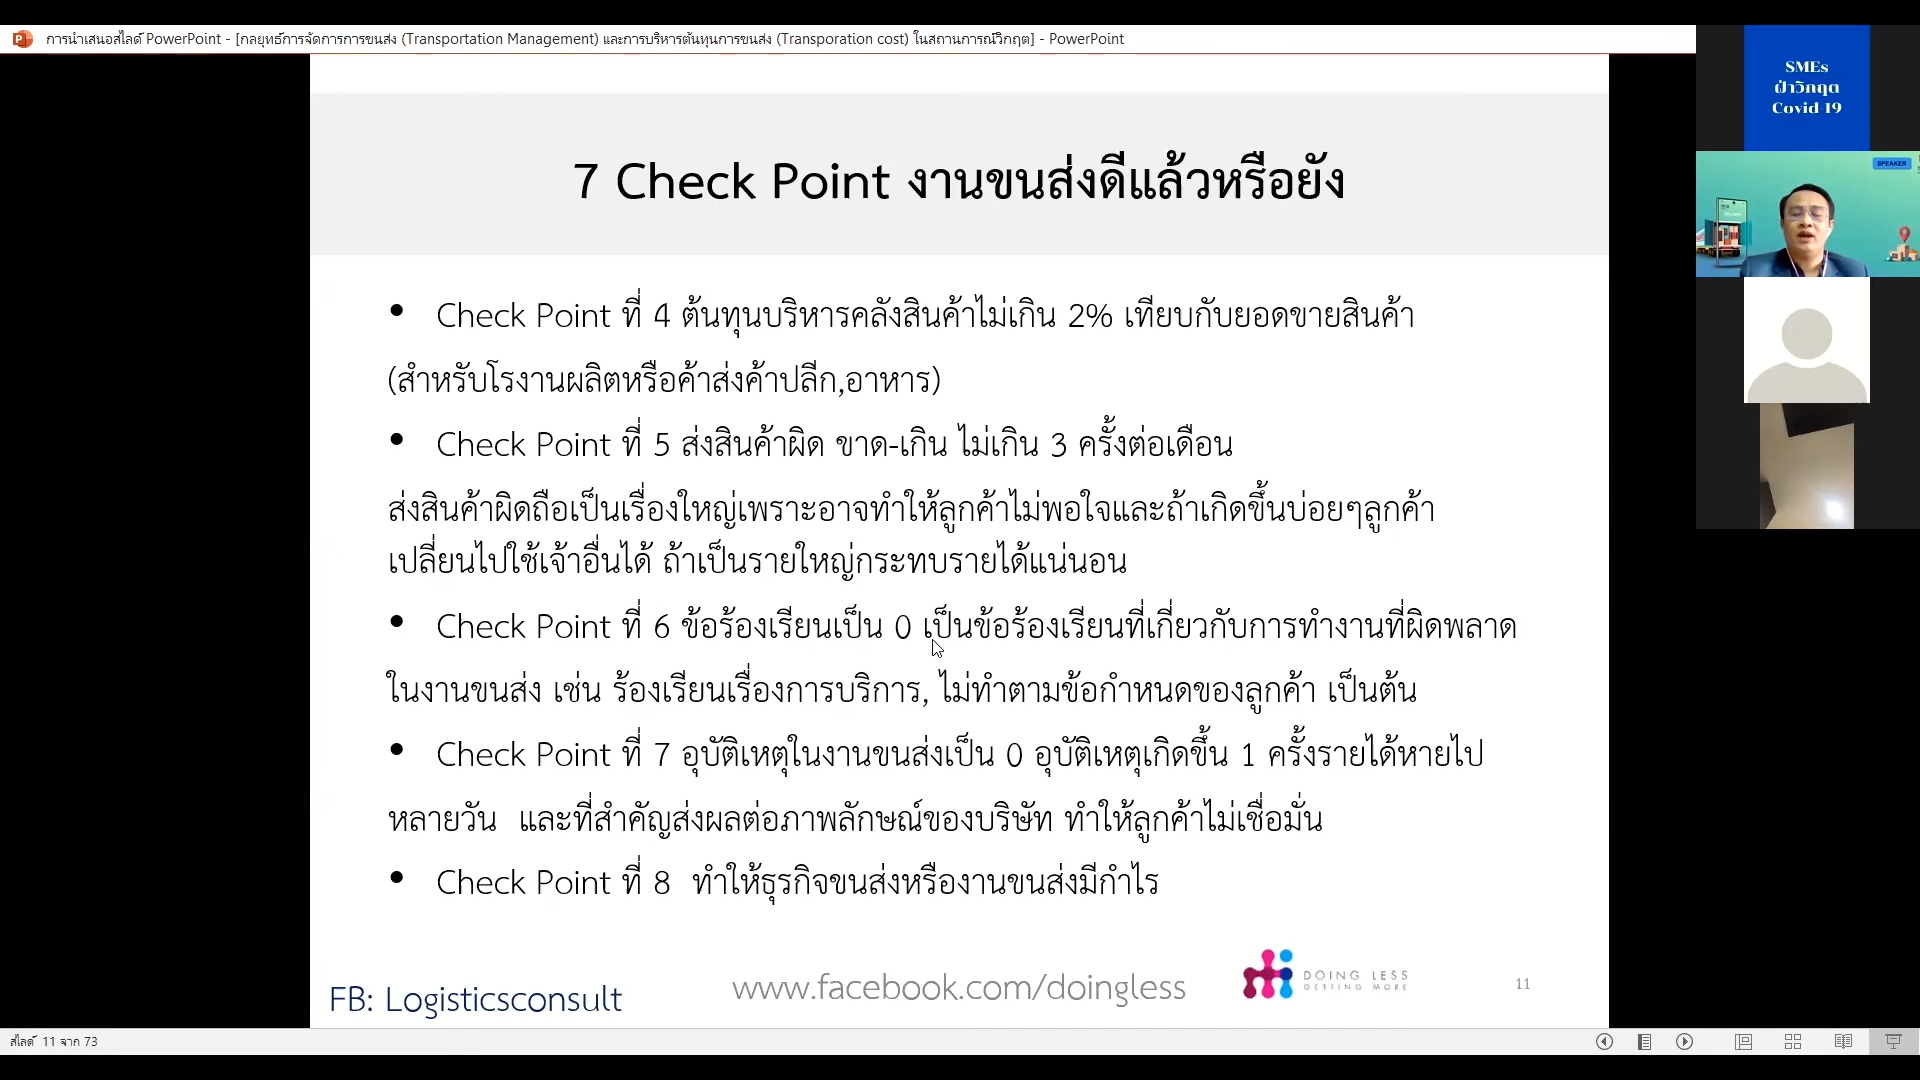 การนำเสนอสไลด์ PowerPoint - [กลยุทธ์การจัดการการขนส่ง (Transportation Management) และการบริหารต้นทุนการขนส่ง (Transporation cost) ในสถานการณ์วิกฤต] - PowerPoint
SMEs
ฝ่าวิกฤต
Covid-19
SPEAKER
7 Check Point งานขนส่งดีแล้วหรือยัง
• Check Point ที่ 4 ต้นทุนบริหารคลังสินค้าไม่เกิน 2% เทียบกับยอดขายสินค้า
(สำหรับโรงานผลิตหรือค้าส่งค้าปลีก,อาหาร)
• Check Point ที่ 5 ส่งสินค้าผิด ขาด-เกิน ไม่เกิน 3 ครั้งต่อเดือน
ส่งสินค้าผิดถือเป็นเรื่องใหญ่เพราะอาจทำให้ลูกค้าไม่พอใจและถ้าเกิดขึ้นบ่อยๆลูกค้า
เปลี่ยนไปใช้เจ้าอื่นได้ ถ้าเป็นรายใหญ่กระทบรายได้แน่นอน
• Check Point ที่ 6 ข้อร้องเรียนเป็น 0 เป็นข้อร้องเรียนที่เกี่ยวกับการทำงานที่ผิดพลาด
ในงานขนส่ง เช่น ร้องเรียนเรื่องการบริการ, ไม่ทำตามข้อกำหนดของลูกค้า เป็นต้น
• Check Point ที่ 7 อุบัติเหตุในงานขนส่งเป็น 0 อุบัติเหตุเกิดขึ้น 1 ครั้งรายได้หายไป
หลายวัน และที่สำคัญส่งผลต่อภาพลักษณ์ของบริษัท ทำให้ลูกค้าไม่เชื่อมั่น
• Check Point ที่ 8 ทำให้ธุรกิจขนส่งหรืองานขนส่งมีกำไร
FB: Logisticsconsult
www.facebook.com/doingless
DOING LESS
GETTING MORE
11
สไลด์ 11 จาก 73